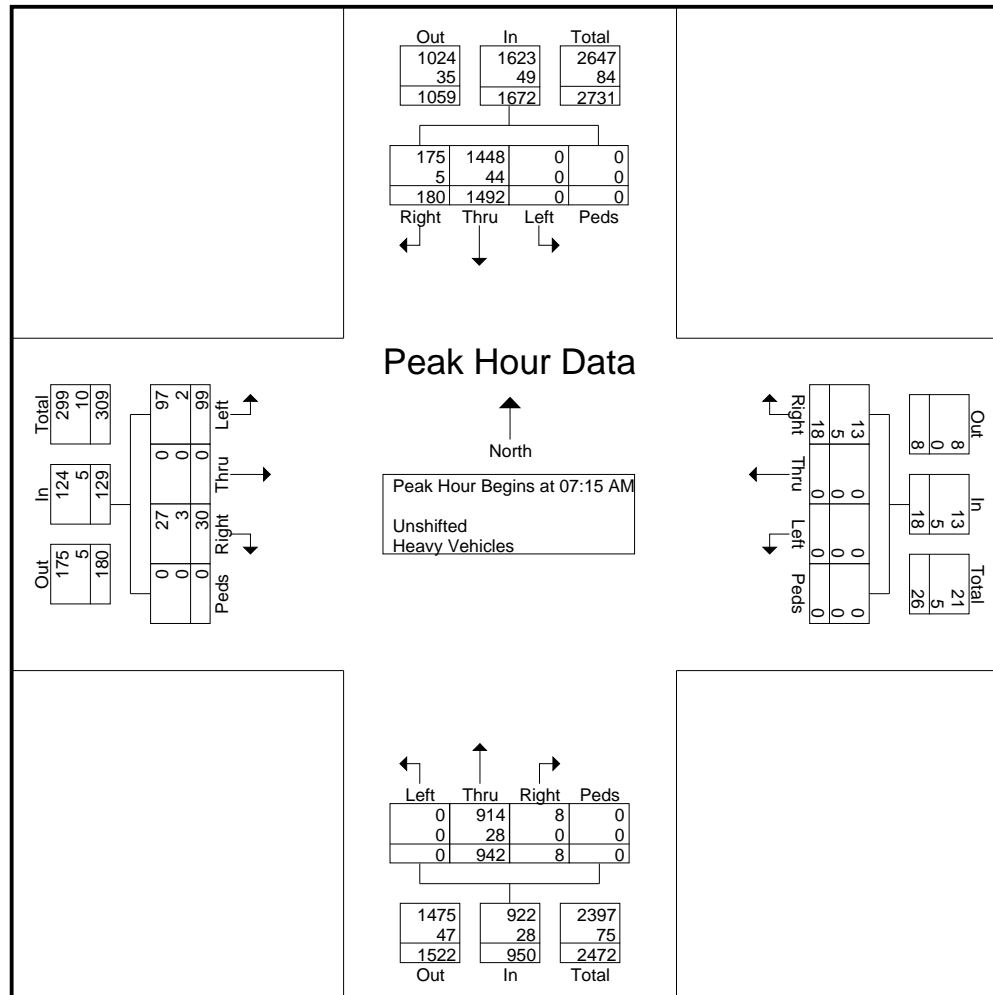 Out In Total
1024 1623 2647
35 49 84
1059 1672 2731
175 1448 0 0
5 44 0 0
180 1492 0 0
Right Thru Left Peds
Peak Hour Data
North
Peak Hour Begins at 07:15 AM
Unshifted
Heavy Vehicles
Total
299
10
309
In
124
5
129
Out
175
5
180
97
2
99
Left
0
0
0
Thru
27
3
30
Right
0
0
0
Peds
Right
13
5
18
Thru
0
0
0
Left
0
0
0
Peds
0
0
0
Out
8
0
8
In
13
5
18
Total
21
5
26
Left Thru Right Peds
0 914 8 0
0 28 0 0
0 942 8 0
1475 922 2397
47 28 75
1522 950 2472
Out In Total